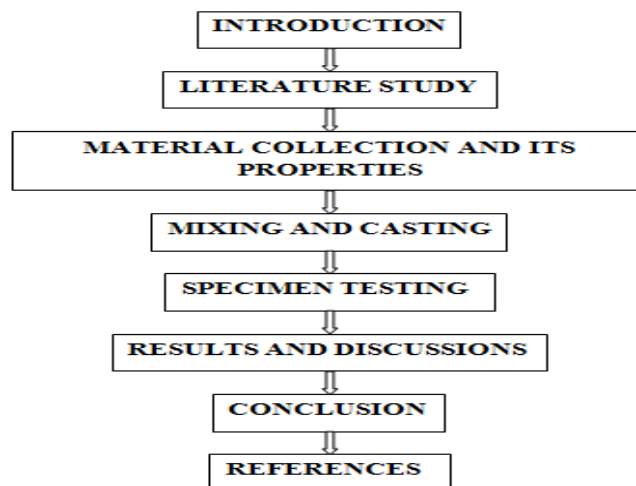 INTRODUCTION
LITERATURE STUDY
MATERIAL COLLECTION AND ITS
PROPERTIES
MIXING AND CASTING
SPECIMEN TESTING
RESULTS AND DISCUSSIONS
CONCLUSION
REFERENCES